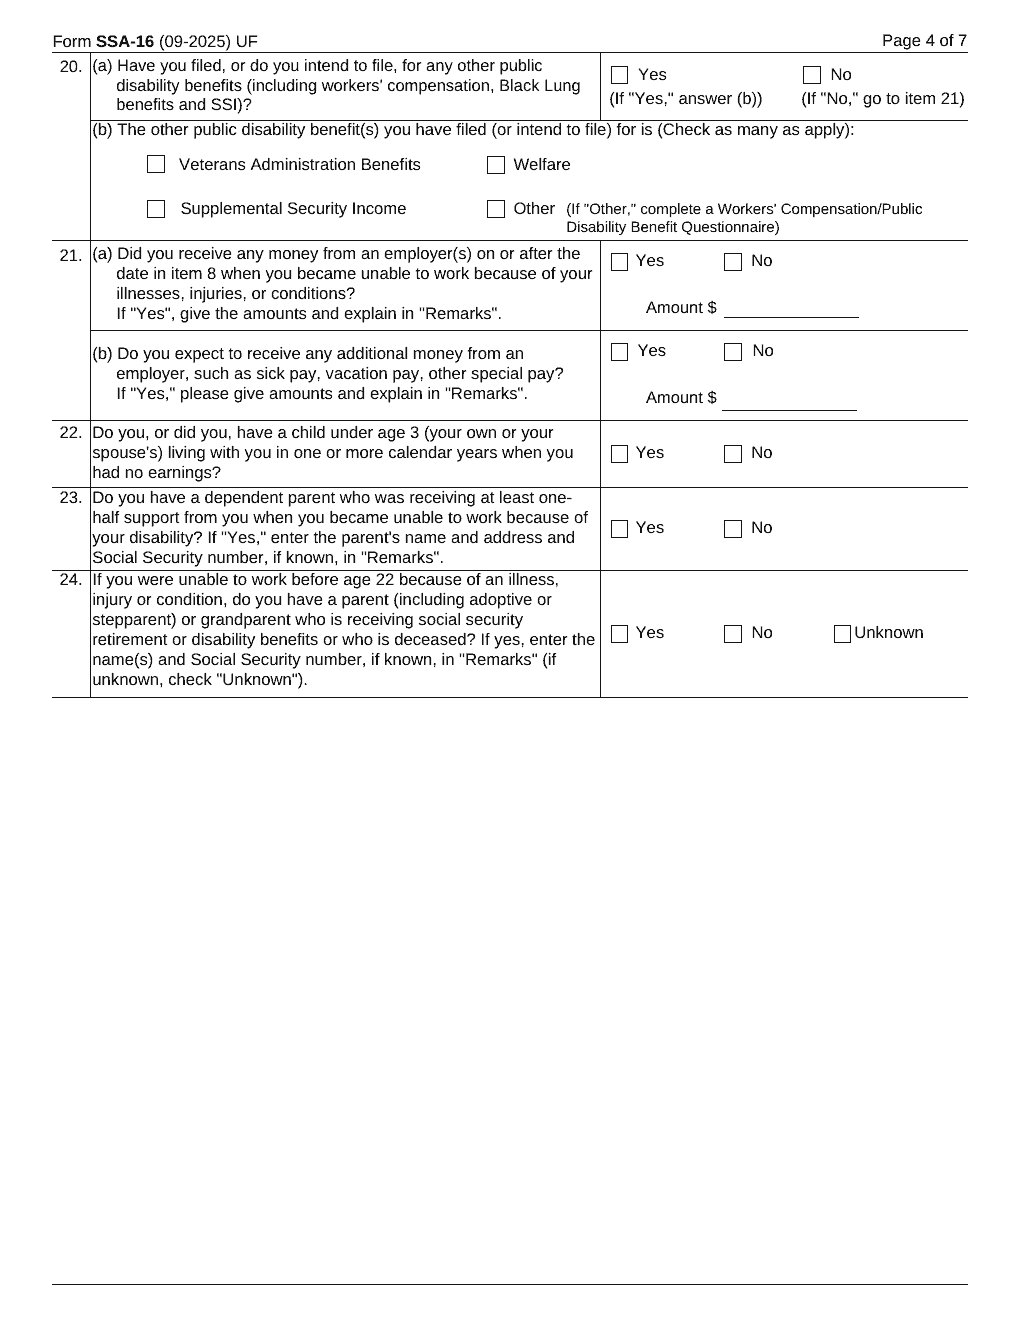 Form SSA-16 (09-2025) UF
Page 4 of 7
20. (a) Have you filed, or do you intend to file, for any other public
disability benefits (including workers' compensation, Black Lung
benefits and SSI)?
Yes No
(If "Yes," answer (b)) (If "No," go to item 21)
(b) The other public disability benefit(s) you have filed (or intend to file) for is (Check as many as apply):
Veterans Administration Benefits Welfare
Supplemental Security Income Other (If "Other," complete a Workers' Compensation/Public
Disability Benefit Questionnaire)
21. (a) Did you receive any money from an employer(s) on or after the
date in item 8 when you became unable to work because of your
illnesses, injuries, or conditions?
If "Yes", give the amounts and explain in "Remarks".
Yes No
Amount $
(b) Do you expect to receive any additional money from an
employer, such as sick pay, vacation pay, other special pay?
If "Yes," please give amounts and explain in "Remarks".
Yes No
Amount $
22. Do you, or did you, have a child under age 3 (your own or your
spouse's) living with you in one or more calendar years when you
had no earnings?
Yes No
23. Do you have a dependent parent who was receiving at least one-
half support from you when you became unable to work because of
your disability? If "Yes," enter the parent's name and address and
Social Security number, if known, in "Remarks".
Yes No
24. If you were unable to work before age 22 because of an illness,
injury or condition, do you have a parent (including adoptive or
stepparent) or grandparent who is receiving social security
retirement or disability benefits or who is deceased? If yes, enter the
name(s) and Social Security number, if known, in "Remarks" (if
unknown, check "Unknown").
Yes No Unknown